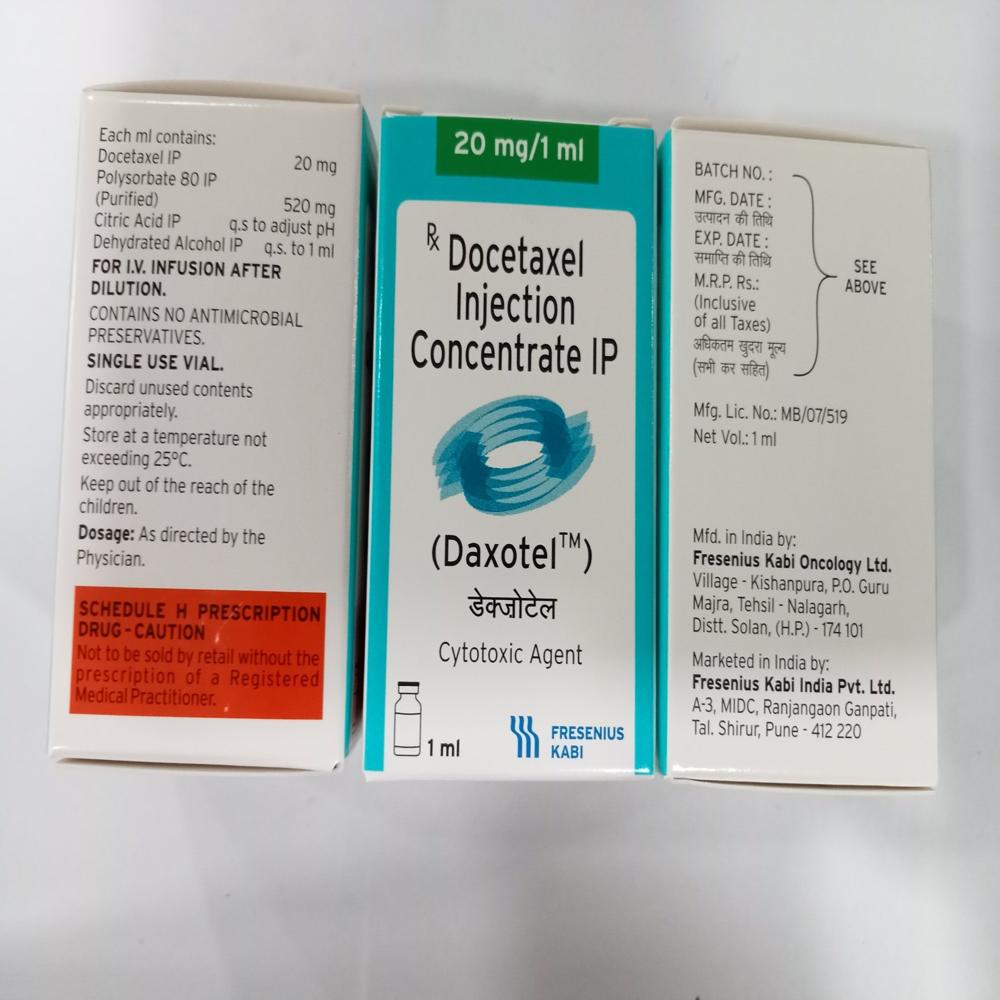 Each ml contains:
Docetaxel IP 20 mg
Polysorbate 80 IP
(Purified) 520 mg
Citric Acid IP q.s to adjust pH
Dehydrated Alcohol IP q.s. to 1 ml
FOR I.V. INFUSION AFTER
DILUTION.
CONTAINS NO ANTIMICROBIAL
PRESERVATIVES.
SINGLE USE VIAL.
Discard unused contents
appropriately.
Store at a temperature not
exceeding 25°C.
Keep out of the reach of the
children.
Dosage: As directed by the
Physician.
SCHEDULE H PRESCRIPTION
DRUG - CAUTION
Not to be sold by retail without the
prescription of a Registered
Medical Practitioner.
20 mg/1 ml
Rx Docetaxel
Injection
Concentrate IP
(Daxotel™)
डेक्ज़ोटेल
Cytotoxic Agent
1 ml
FRESENIUS
KABI
BATCH NO. :
MFG. DATE :
उत्पादन की तिथि
EXP. DATE :
समाप्ति की तिथि
M.R.P. Rs.:
(Inclusive
of all Taxes)
अधिकतम खुदरा मूल्य
(सभी कर सहित)
SEE
ABOVE
Mfg. Lic. No.: MB/07/519
Net Vol.: 1 ml
Mfd. in India by:
Fresenius Kabi Oncology Ltd.
Village - Kishanpura, P.O. Guru
Majra, Tehsil - Nalagarh,
Distt. Solan, (H.P.) - 174 101
Marketed in India by:
Fresenius Kabi India Pvt. Ltd.
A-3, MIDC, Ranjangaon Ganpati,
Tal. Shirur, Pune - 412 220